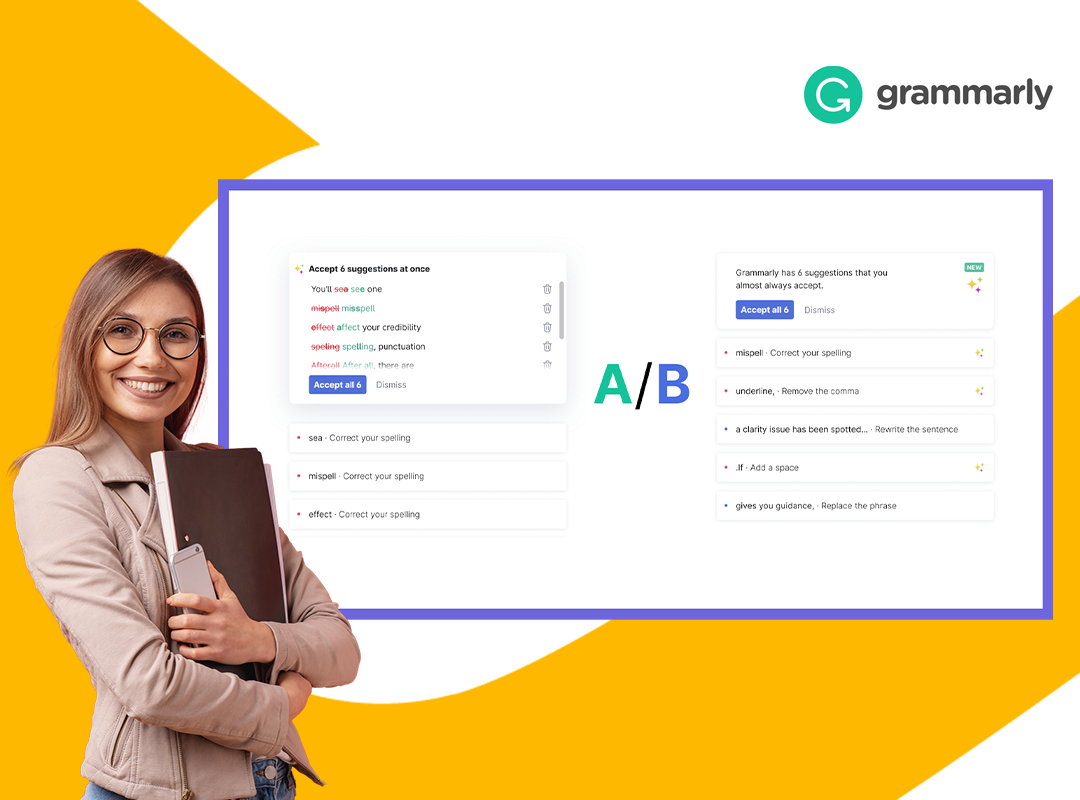 grammarly
Accept 6 suggestions at once
You'll sea see one
mispell misspell
effect affect your credibility
speling spelling, punctuation
Afterall After all, there are
Accept all 6 Dismiss
sea · Correct your spelling
mispell · Correct your spelling
effect · Correct your spelling
A/B
NEW
Grammarly has 6 suggestions that you
almost always accept.
Accept all 6 Dismiss
mispell · Correct your spelling
underline, · Remove the comma
a clarity issue has been spotted... · Rewrite the sentence
.If · Add a space
gives you guidance, · Replace the phrase